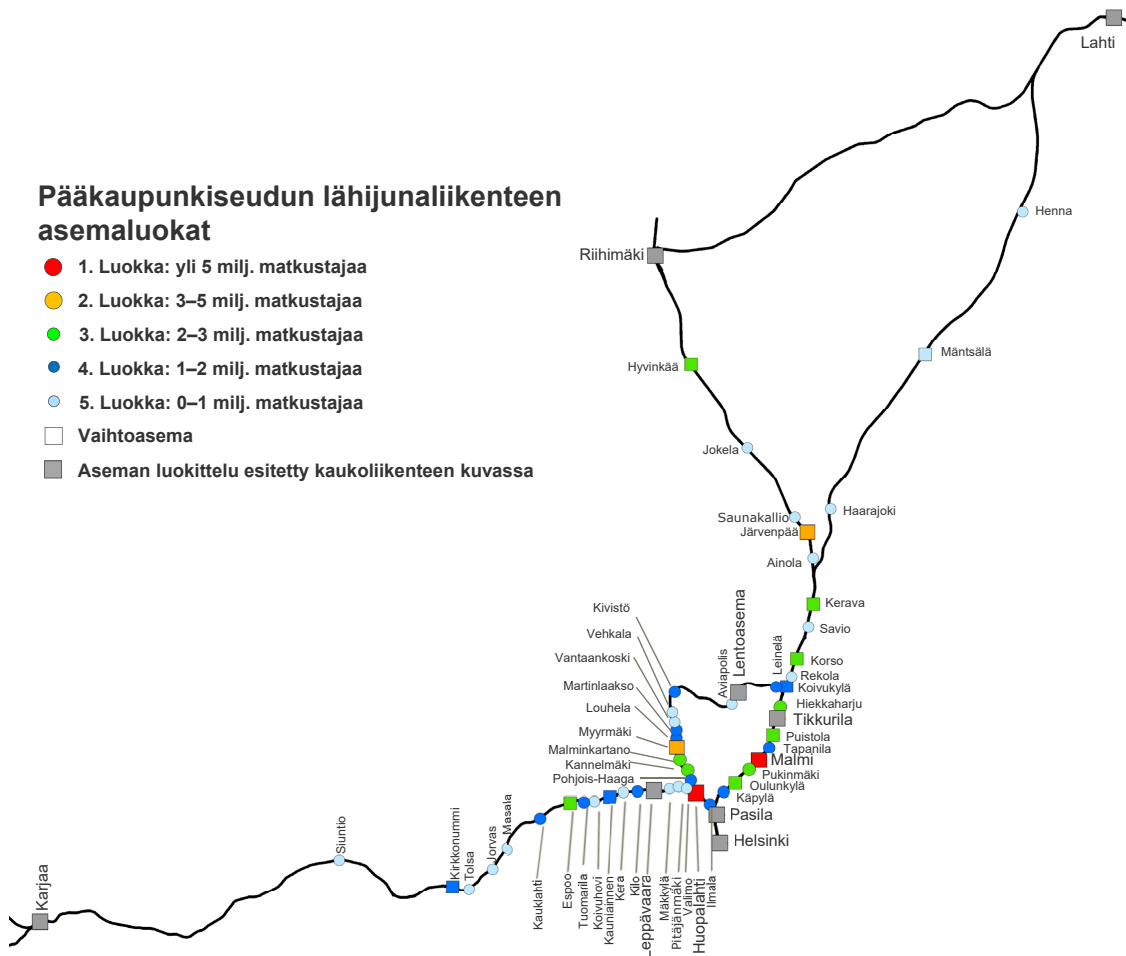 Lahti
Pääkaupunkiseudun lähijunaliikenteen
asemaluokat
1. Luokka: yli 5 milj. matkustajaa
2. Luokka: 3–5 milj. matkustajaa
3. Luokka: 2–3 milj. matkustajaa
4. Luokka: 1–2 milj. matkustajaa
5. Luokka: 0–1 milj. matkustajaa
Vaihtoasema
Aseman luokittelu esitetty kaukoliikenteen kuvassa
Henna
Riihimäki
Mäntsälä
Hyvinkää
Jokela
Haarajoki
Saunakallio
Järvenpää
Ainola
Kerava
Savio
Korso
Rekola
Koivukylä
Leinelä
Hiekkaharju
Tikkurila
Puistola
Tapanila
Malmi
Pukinmäki
Oulunkylä
Käpylä
Pasila
Helsinki
Lentoasema
Aviapolis
Kivistö
Vehkala
Vantaankoski
Martinlaakso
Louhela
Myyrmäki
Malminkartano
Kannelmäki
Pohjois-Haaga
Karjaa
Siuntio
Kirkkonummi
Tolsa
Jorvas
Masala
Kauklahti
Espoo
Tuomarila
Koivuhovi
Kauniainen
Kera
Kilo
Leppävaara
Mäkkylä
Pitäjänmäki
Valimo
Huopalahti
Ilmala